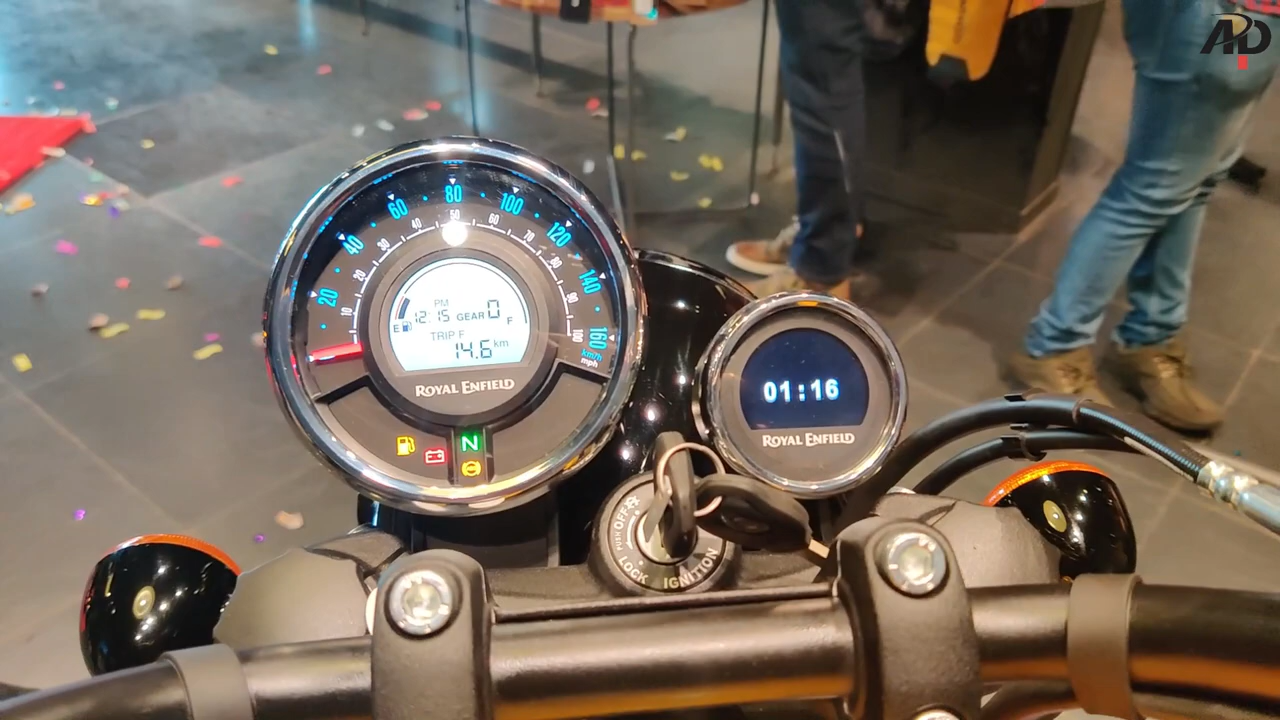 20 40 60 80 100 120 140 160
km/h
10 20 30 40 50 60 70 80 90 100
mph
PM
12:15 GEAR 0
E F
TRIP F
14.6 km
ROYAL ENFIELD
N
01:16
ROYAL ENFIELD
OFF
PUSH
LOCK IGNITION